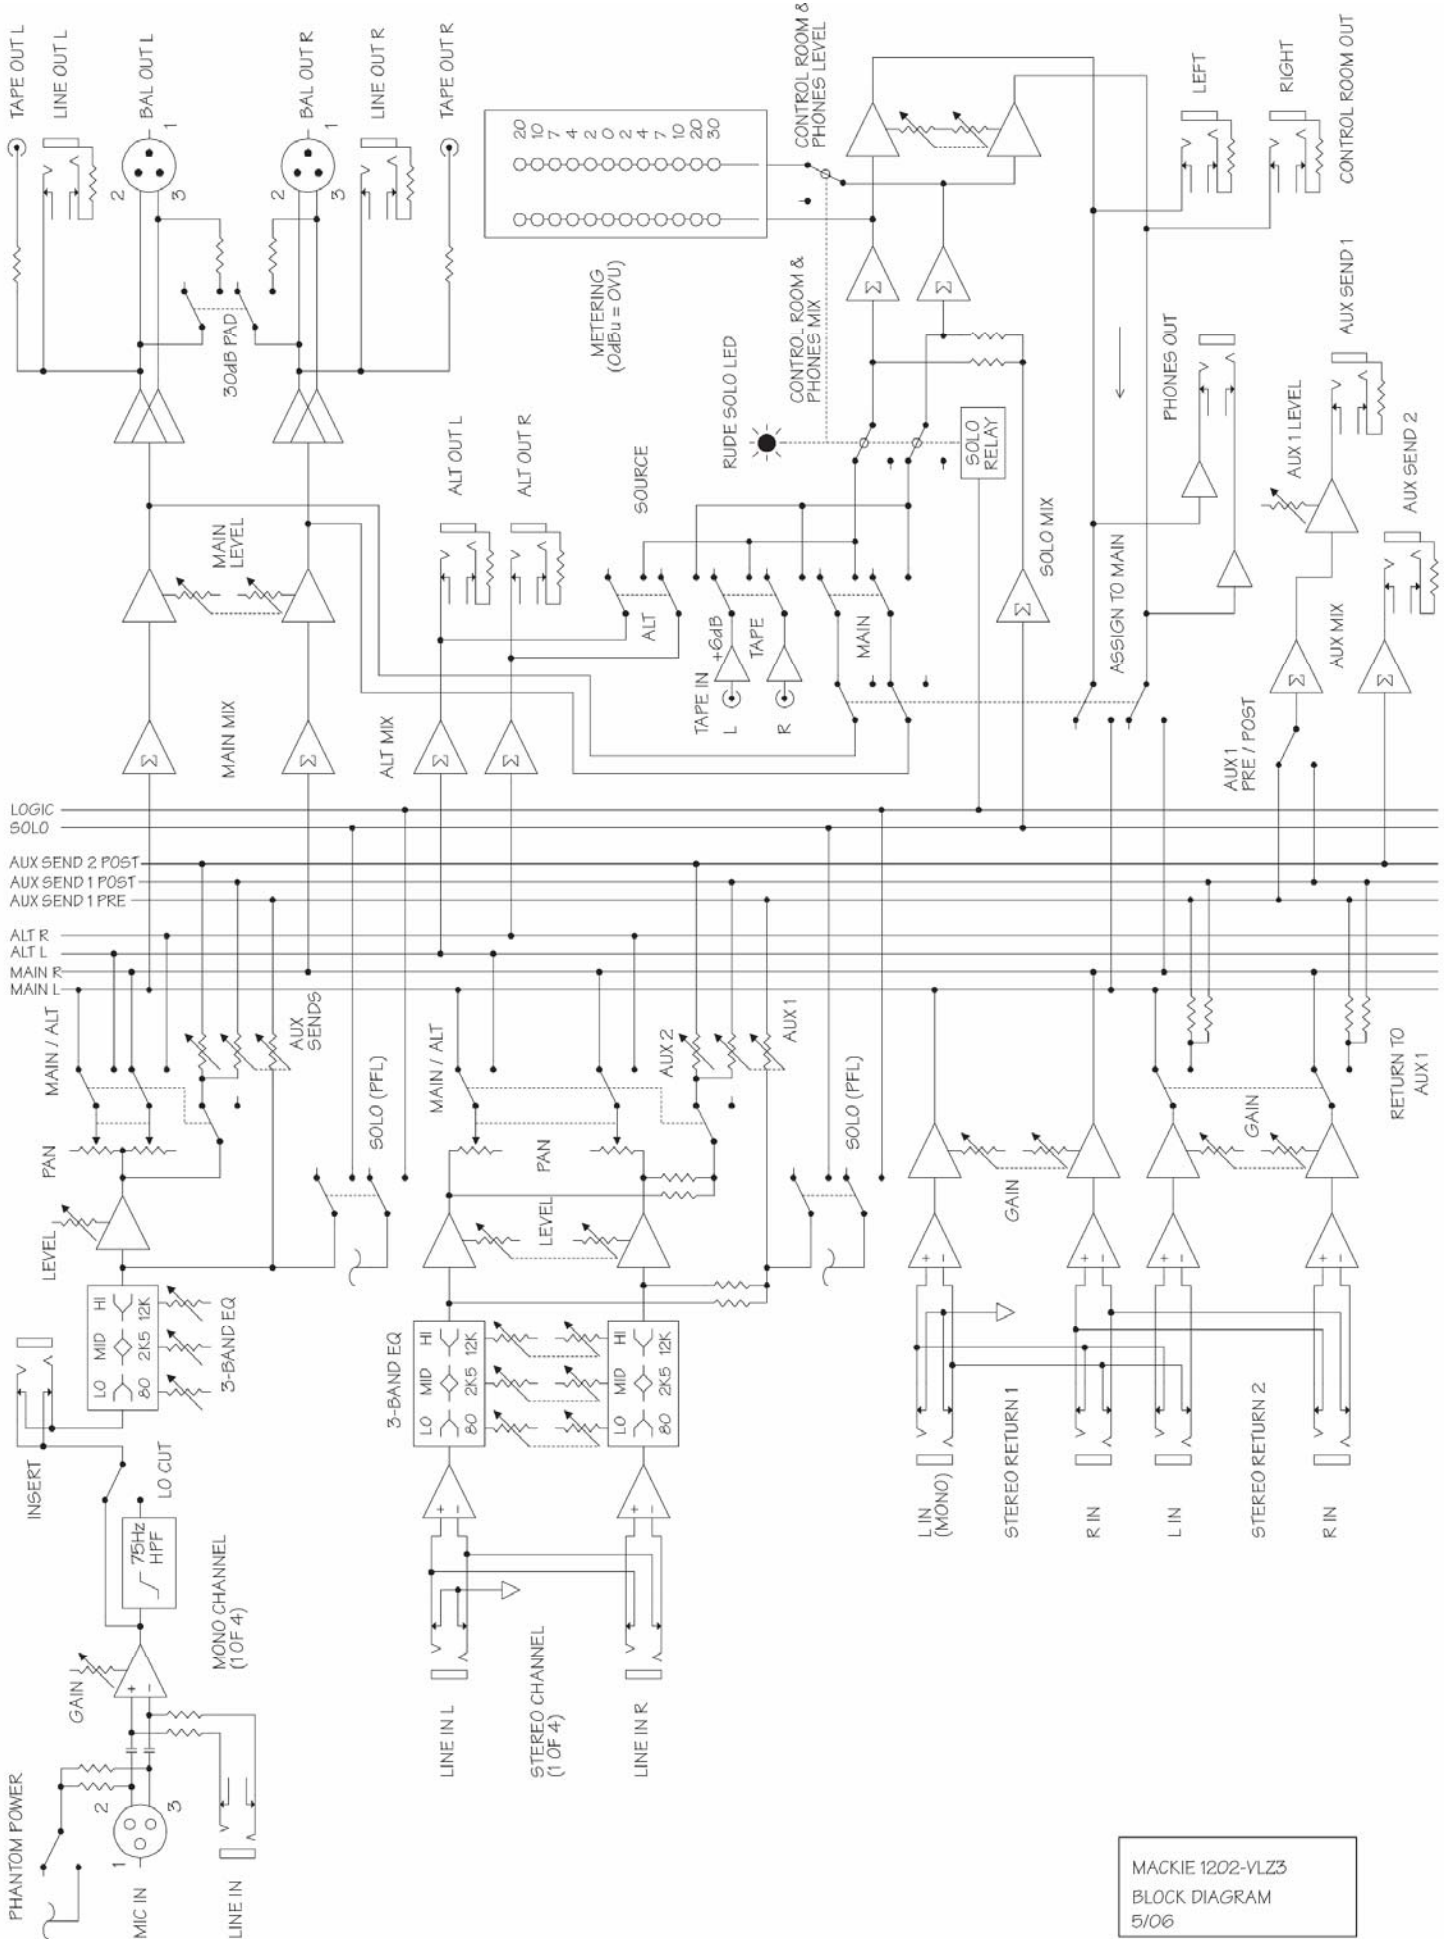 TAPE OUT L
LINE OUT L
BAL OUT L
BAL OUT R
LINE OUT R
TAPE OUT R
1
2
3
1
2
3
30dB PAD
20
10
7
4
2
0
2
4
7
10
20
30
METERING
(0dBu = 0VU)
CONTROL ROOM &
PHONES LEVEL
LEFT
RIGHT
CONTROL ROOM OUT
CONTROL ROOM &
PHONES MIX
Σ
Σ
RUDE SOLO LED
SOLO
RELAY
PHONES OUT
AUX SEND 1
AUX 1 LEVEL
AUX SEND 2
MAIN
LEVEL
ALT OUT L
ALT OUT R
SOURCE
ALT
+6dB
TAPE
MAIN
TAPE IN
L
R
Σ
SOLO MIX
ASSIGN TO MAIN
Σ
AUX MIX
Σ
AUX 1
PRE / POST
Σ
MAIN MIX
Σ
ALT MIX
Σ
Σ
LOGIC
SOLO
AUX SEND 2 POST
AUX SEND 1 POST
AUX SEND 1 PRE
ALT R
ALT L
MAIN R
MAIN L
MAIN / ALT
AUX
SENDS
PAN
LEVEL
SOLO (PFL)
MAIN / ALT
AUX 2
AUX 1
PAN
LEVEL
SOLO (PFL)
GAIN
GAIN
RETURN TO
AUX 1
LO MID HI
80 2K5 12K
3-BAND EQ
INSERT
LO CUT
75Hz
HPF
MONO CHANNEL
(1 OF 4)
GAIN
+
-
PHANTOM POWER
1
2
3
MIC IN
LINE IN
3-BAND EQ
LO MID HI
80 2K5 12K
LO MID HI
80 2K5 12K
+
-
+
-
LINE IN L
STEREO CHANNEL
(1 OF 4)
LINE IN R
+
-
+
-
+
-
+
-
L IN
(MONO)
STEREO RETURN 1
R IN
L IN
STEREO RETURN 2
R IN
MACKIE 1202-VLZ3
BLOCK DIAGRAM
5/06